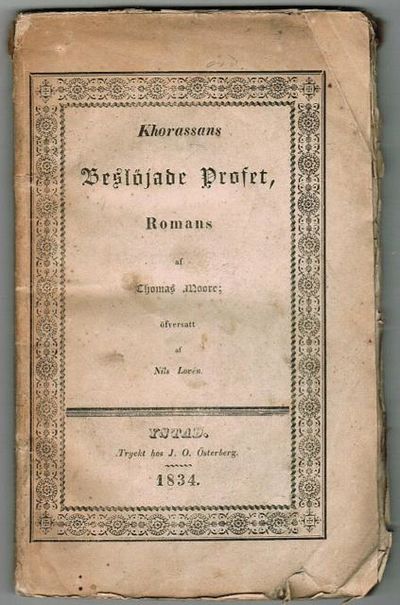 Khorassans
Beslöjade Profet,
Romans
af
Thomas Moore;
öfversatt
af
Nils Lovén.
YSTAD.
Tryckt hos J. O. Österberg.
1834.